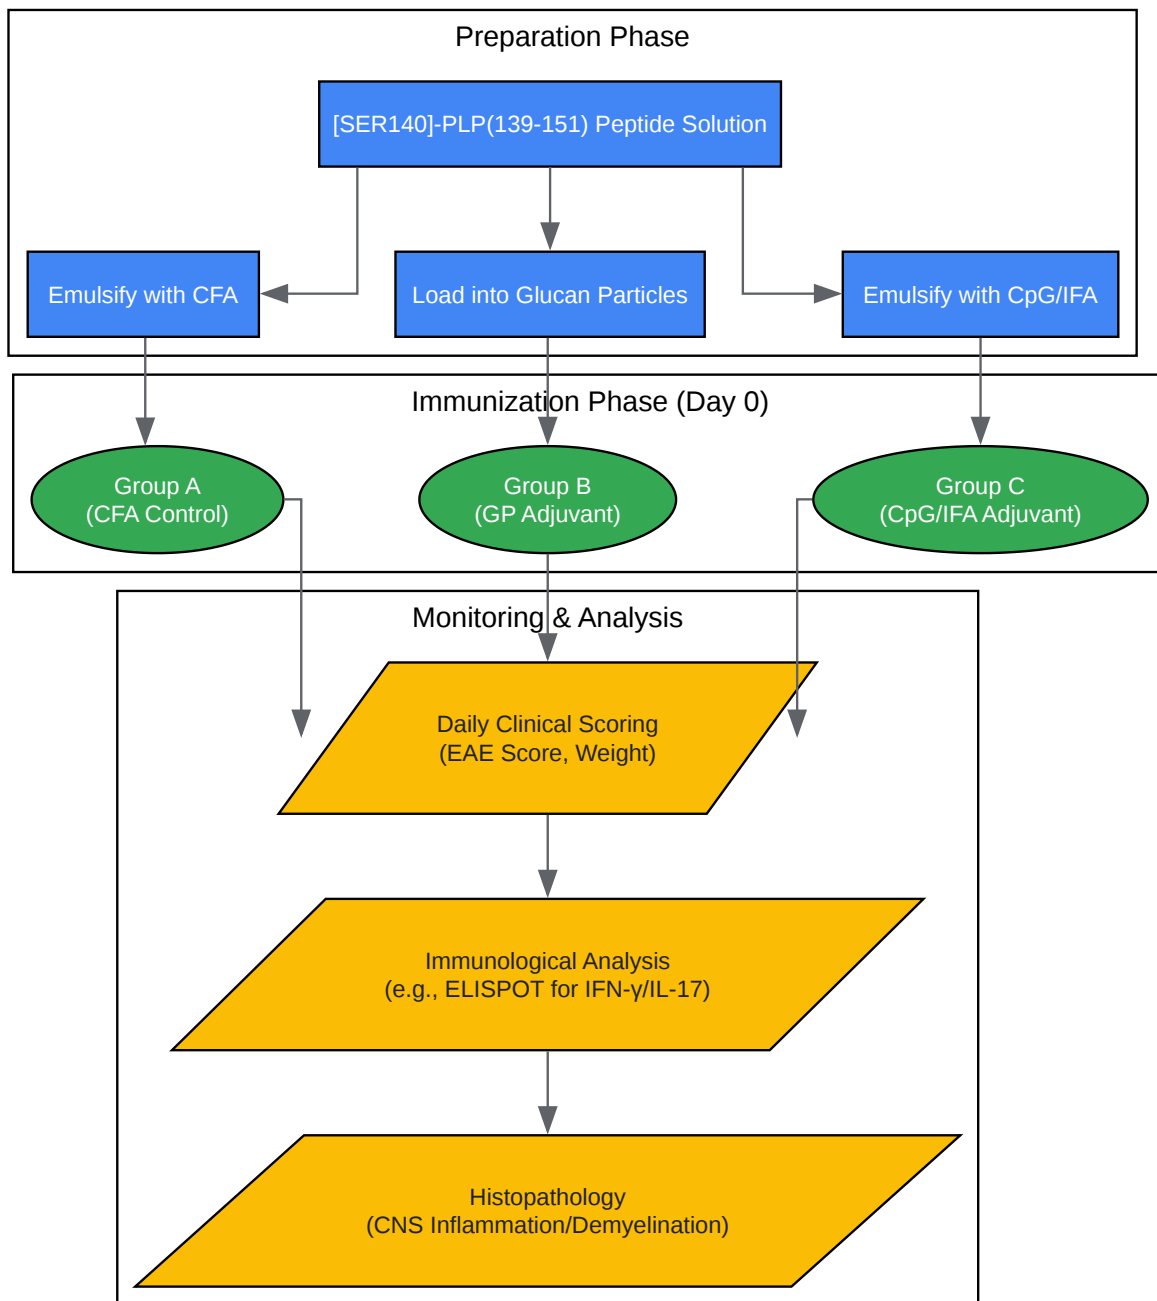 Preparation Phase
[SER140]-PLP(139-151) Peptide Solution
Emulsify with CFA
Load into Glucan Particles
Emulsify with CpG/IFA
Immunization Phase (Day 0)
Group A
(CFA Control)
Group B
(GP Adjuvant)
Group C
(CpG/IFA Adjuvant)
Monitoring & Analysis
Daily Clinical Scoring
(EAE Score, Weight)
Immunological Analysis
(e.g., ELISPOT for IFN-γ/IL-17)
Histopathology
(CNS Inflammation/Demyelination)